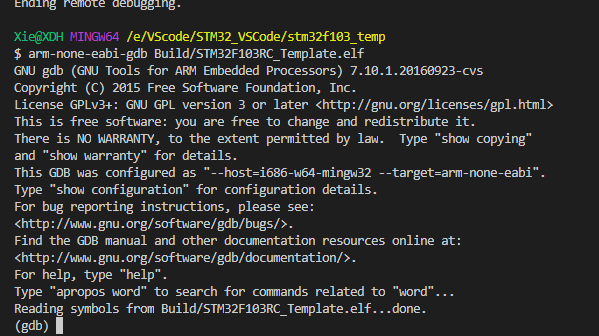 Ending remote debugging.
Xie@XDH MINGW64 /e/VScode/STM32_VSCode/stm32f103_temp
$ arm-none-eabi-gdb Build/STM32F103RC_Template.elf
GNU gdb (GNU Tools for ARM Embedded Processors) 7.10.1.20160923-cvs
Copyright (C) 2015 Free Software Foundation, Inc.
License GPLv3+: GNU GPL version 3 or later <http://gnu.org/licenses/gpl.html>
This is free software: you are free to change and redistribute it.
There is NO WARRANTY, to the extent permitted by law.  Type "show copying"
and "show warranty" for details.
This GDB was configured as "--host=i686-w64-mingw32 --target=arm-none-eabi".
Type "show configuration" for configuration details.
For bug reporting instructions, please see:
<http://www.gnu.org/software/gdb/bugs/>.
Find the GDB manual and other documentation resources online at:
<http://www.gnu.org/software/gdb/documentation/>.
For help, type "help".
Type "apropos word" to search for commands related to "word"...
Reading symbols from Build/STM32F103RC_Template.elf...done.
(gdb)